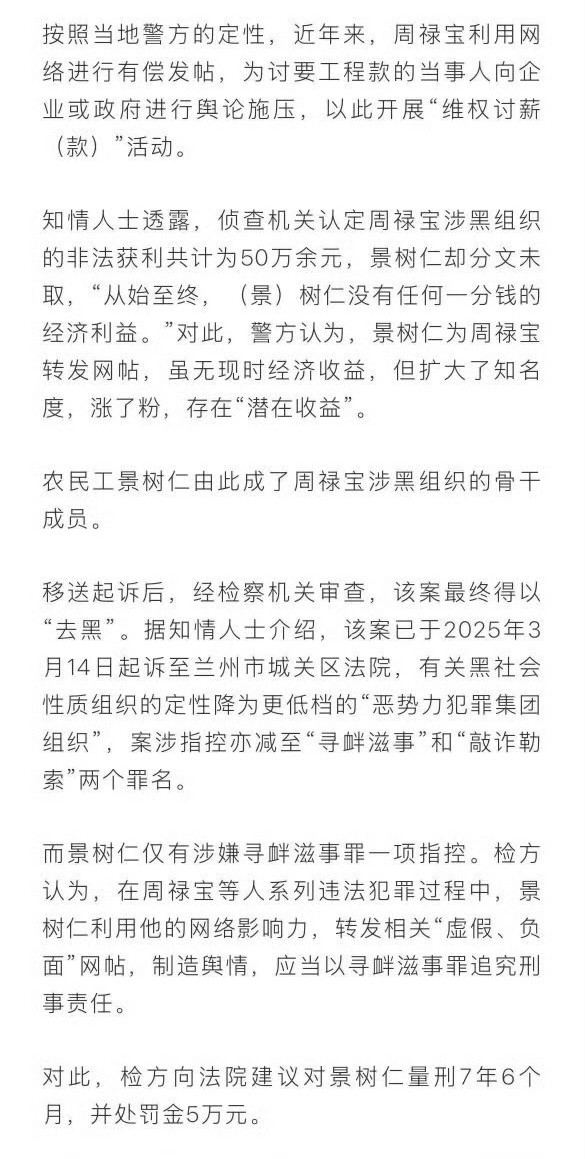 按照当地警方的定性，近年来，周禄宝利用网
络进行有偿发帖，为讨要工程款的当事人向企
业或政府进行舆论施压，以此开展“维权讨薪
（款）”活动。
知情人士透露，侦查机关认定周禄宝涉黑组织
的非法获利共计为50万余元，景树仁却分文未
取，“从始至终，（景）树仁没有任何一分钱的
经济利益。”对此，警方认为，景树仁为周禄宝
转发网帖，虽无现时经济收益，但扩大了知名
度，涨了粉，存在“潜在收益”。
农民工景树仁由此成了周禄宝涉黑组织的骨干
成员。
移送起诉后，经检察机关审查，该案最终得以
“去黑”。据知情人士介绍，该案已于2025年3
月14日起诉至兰州市城关区法院，有关黑社会
性质组织的定性降为更低档的“恶势力犯罪集团
组织”，案涉指控亦减至“寻衅滋事”和“敲诈勒
索”两个罪名。
而景树仁仅有涉嫌寻衅滋事罪一项指控。检方
认为，在周禄宝等人系列违法犯罪过程中，景
树仁利用他的网络影响力，转发相关“虚假、负
面”网帖，制造舆情，应当以寻衅滋事罪追究刑
事责任。
对此，检方向法院建议对景树仁量刑7年6个
月，并处罚金5万元。